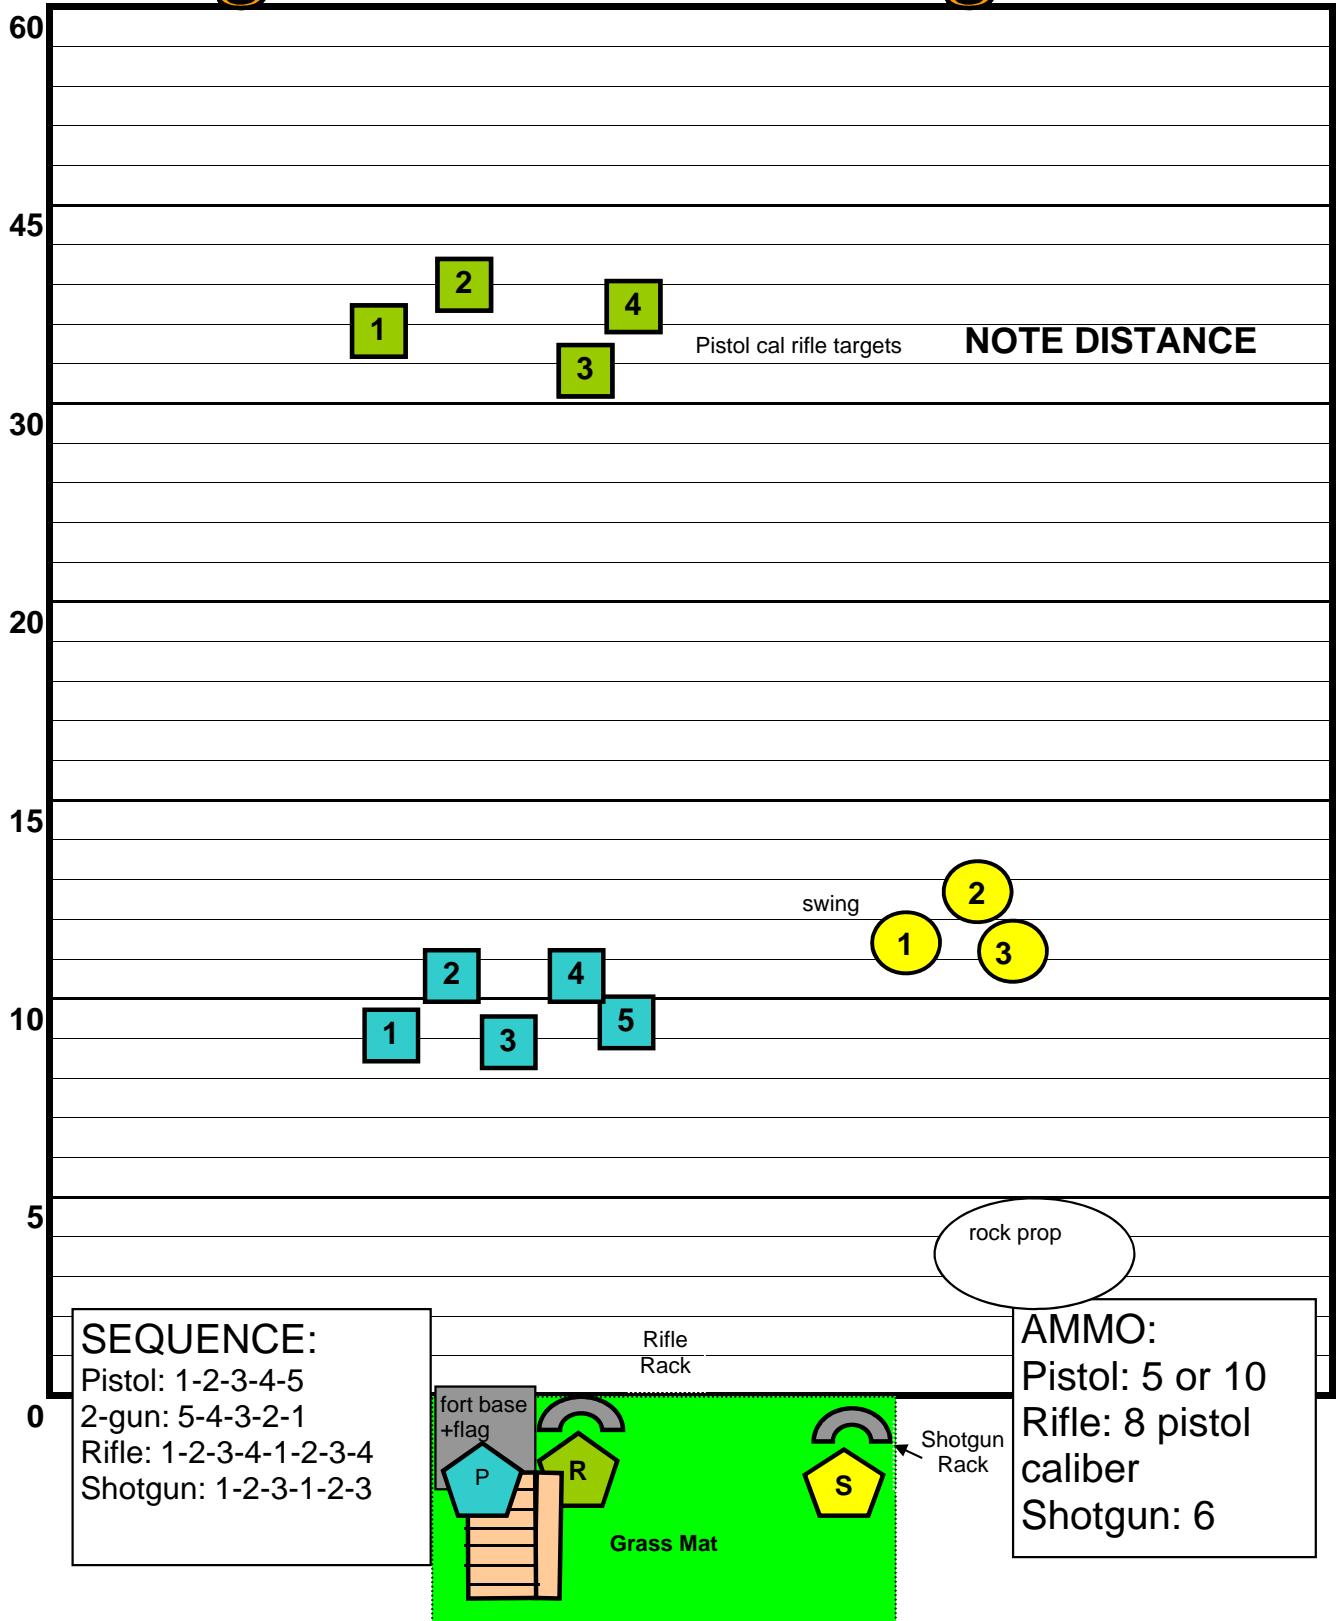 60
45
2
4
1
Pistol cal rifle targets
NOTE DISTANCE
3
30
20
15
swing
2
1
3
2
4
10
1
3
5
5
rock prop
SEQUENCE:
Pistol: 1-2-3-4-5
2-gun: 5-4-3-2-1
Rifle: 1-2-3-4-1-2-3-4
Shotgun: 1-2-3-1-2-3
Rifle
Rack
AMMO:
Pistol: 5 or 10
Rifle: 8 pistol
caliber
Shotgun: 6
0
fort base
+flag
P
R
S
Shotgun
Rack
Grass Mat